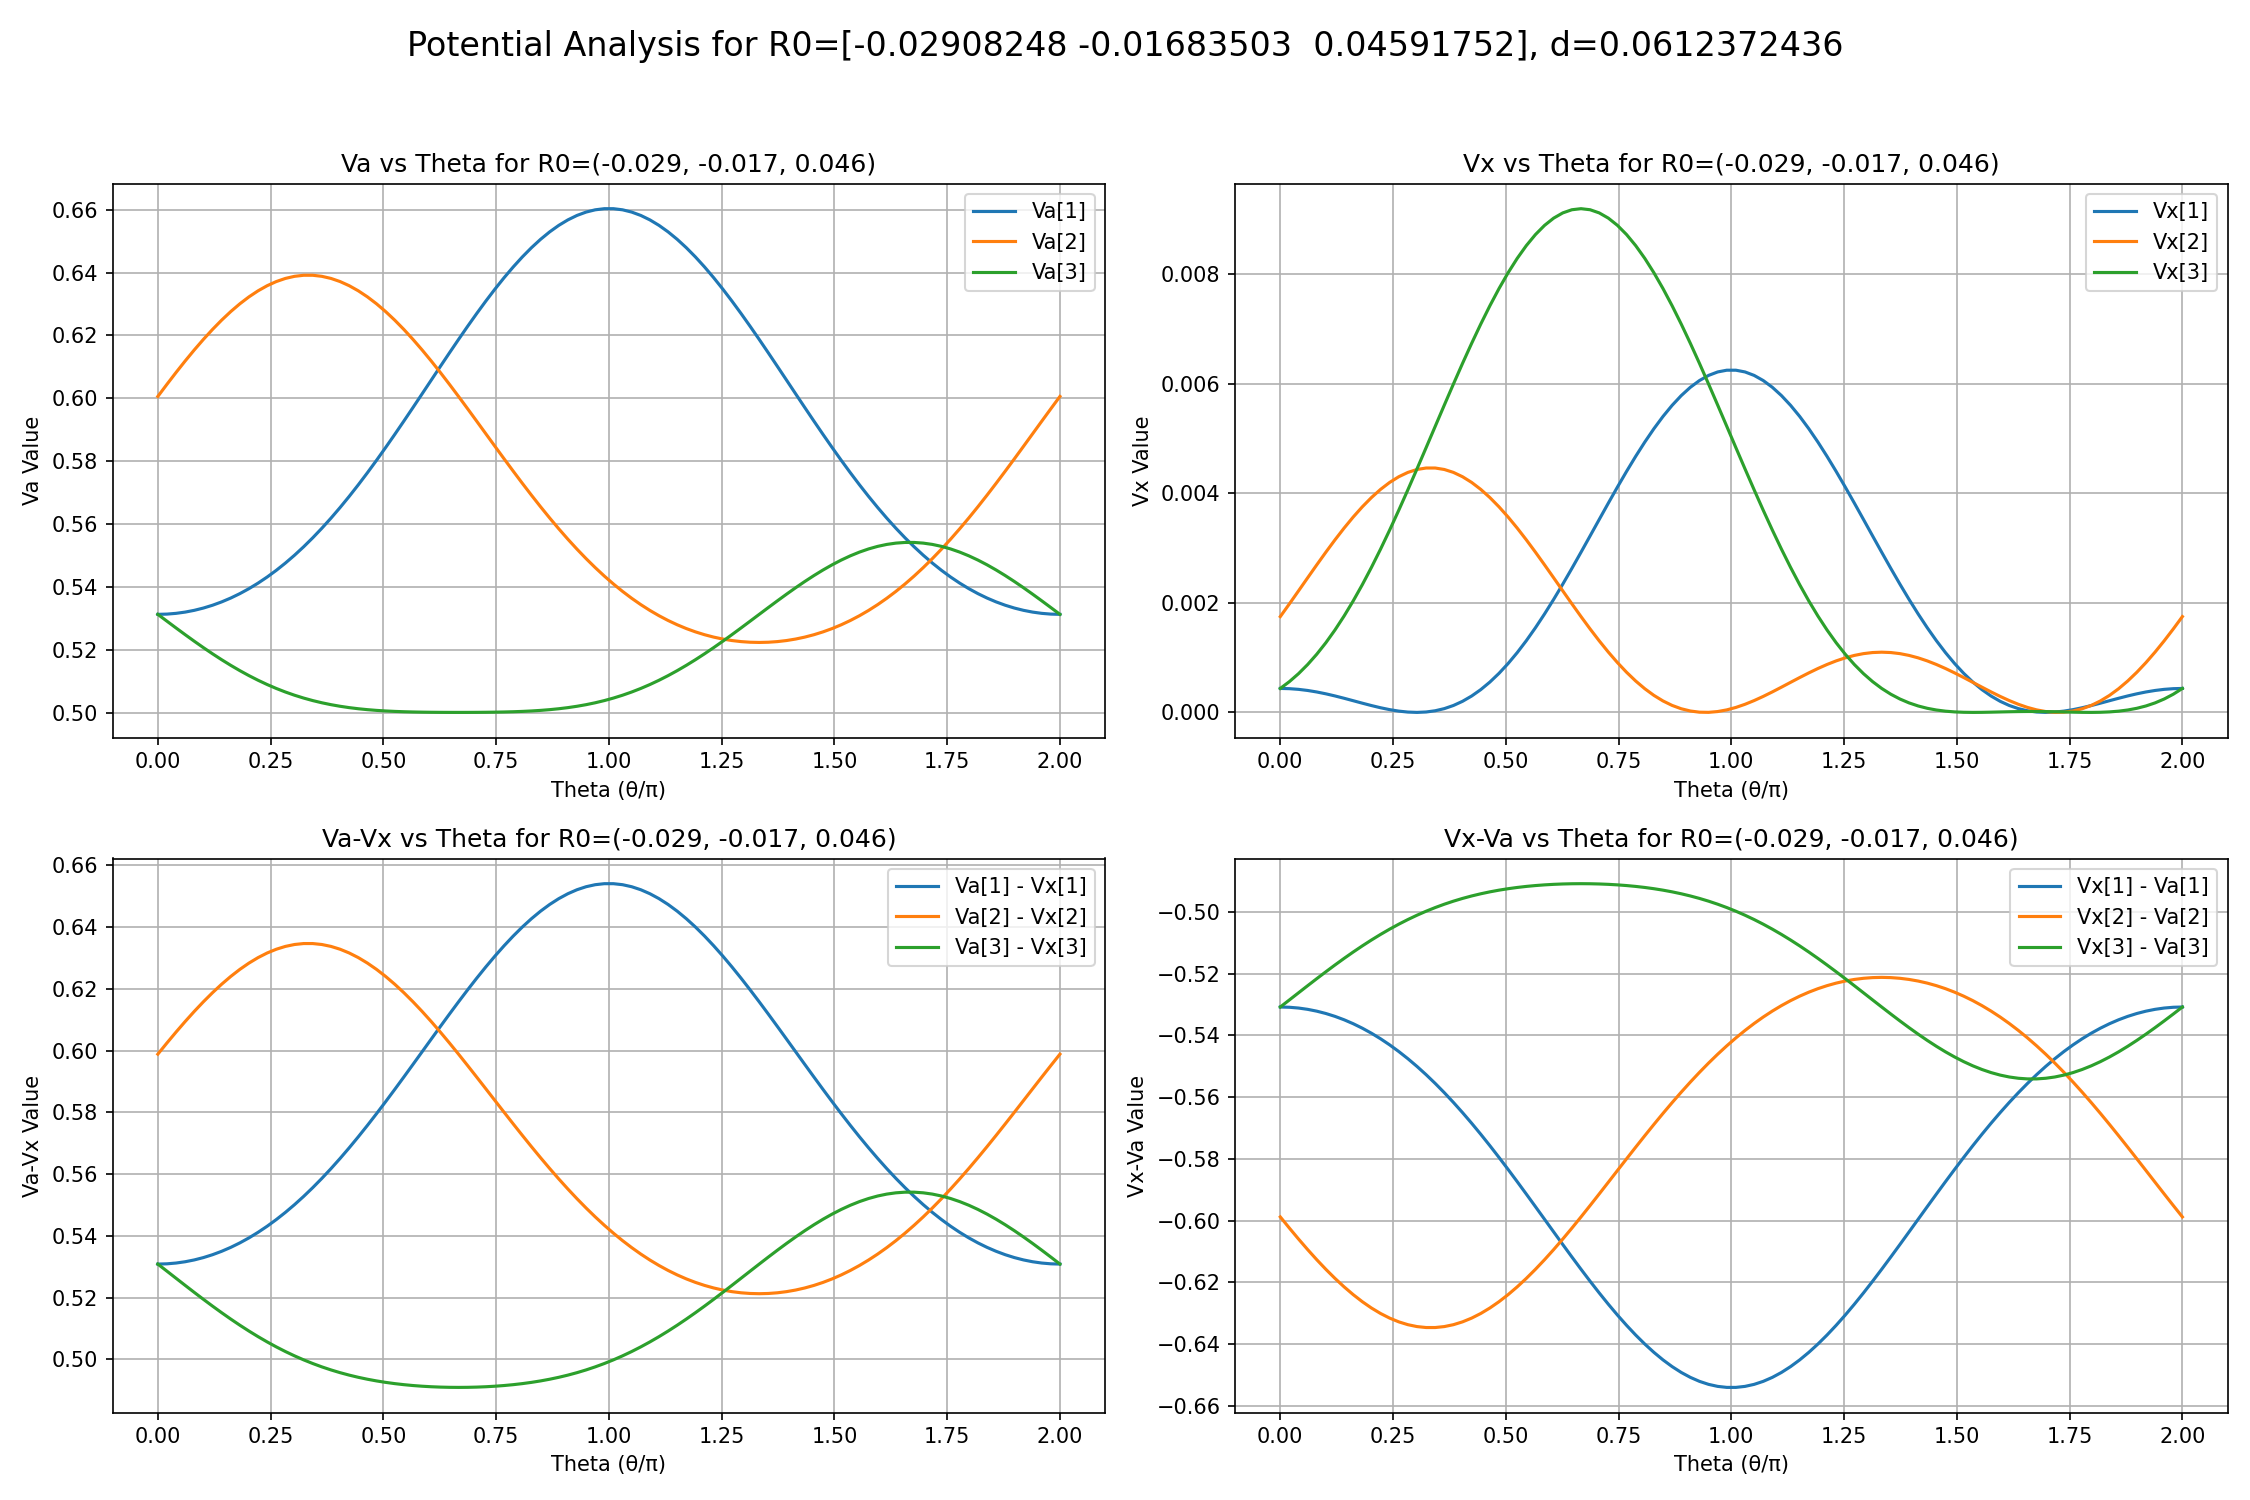 Potential Analysis for R0=[-0.02908248 -0.01683503  0.04591752], d=0.0612372436
Va vs Theta for R0=(-0.029, -0.017, 0.046)
0.66
0.64
0.62
0.60
0.58
0.56
0.54
0.52
0.50
Va Value
Va[1]
Va[2]
Va[3]
0.00 0.25 0.50 0.75 1.00 1.25 1.50 1.75 2.00
Theta (θ/π)
Vx vs Theta for R0=(-0.029, -0.017, 0.046)
0.008
0.006
0.004
0.002
0.000
Vx Value
Vx[1]
Vx[2]
Vx[3]
0.00 0.25 0.50 0.75 1.00 1.25 1.50 1.75 2.00
Theta (θ/π)
Va-Vx vs Theta for R0=(-0.029, -0.017, 0.046)
0.66
0.64
0.62
0.60
0.58
0.56
0.54
0.52
0.50
Va-Vx Value
Va[1] - Vx[1]
Va[2] - Vx[2]
Va[3] - Vx[3]
0.00 0.25 0.50 0.75 1.00 1.25 1.50 1.75 2.00
Theta (θ/π)
Vx-Va vs Theta for R0=(-0.029, -0.017, 0.046)
−0.50
−0.52
−0.54
−0.56
−0.58
−0.60
−0.62
−0.64
−0.66
Vx-Va Value
Vx[1] - Va[1]
Vx[2] - Va[2]
Vx[3] - Va[3]
0.00 0.25 0.50 0.75 1.00 1.25 1.50 1.75 2.00
Theta (θ/π)